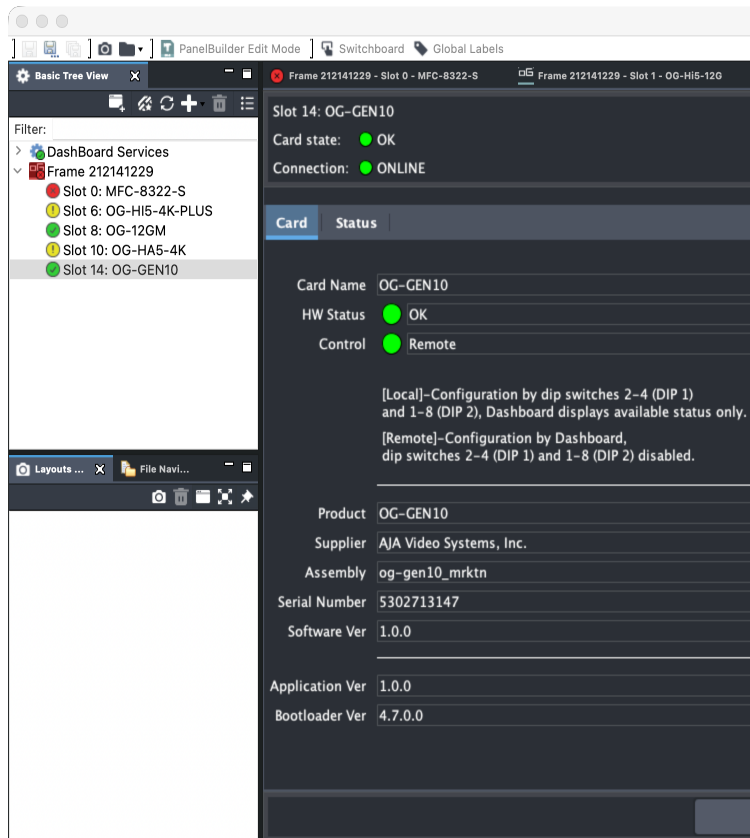 PanelBuilder Edit Mode
Switchboard
Global Labels
Basic Tree View
Frame 212141229 - Slot 0 - MFC-8322-S
OG Frame 212141229 - Slot 1 - OG-Hi5-12G
Filter:
DashBoard Services
Frame 212141229
Slot 0: MFC-8322-S
Slot 6: OG-HI5-4K-PLUS
Slot 8: OG-12GM
Slot 10: OG-HA5-4K
Slot 14: OG-GEN10
Layouts ...
File Navi...
Slot 14: OG-GEN10
Card state: OK
Connection: ONLINE
Card
Status
Card Name OG-GEN10
HW Status OK
Control Remote
[Local]-Configuration by dip switches 2-4 (DIP 1)
and 1-8 (DIP 2), Dashboard displays available status only.
[Remote]-Configuration by Dashboard,
dip switches 2-4 (DIP 1) and 1-8 (DIP 2) disabled.
Product OG-GEN10
Supplier AJA Video Systems, Inc.
Assembly og-gen10_mrktn
Serial Number 5302713147
Software Ver 1.0.0
Application Ver 1.0.0
Bootloader Ver 4.7.0.0